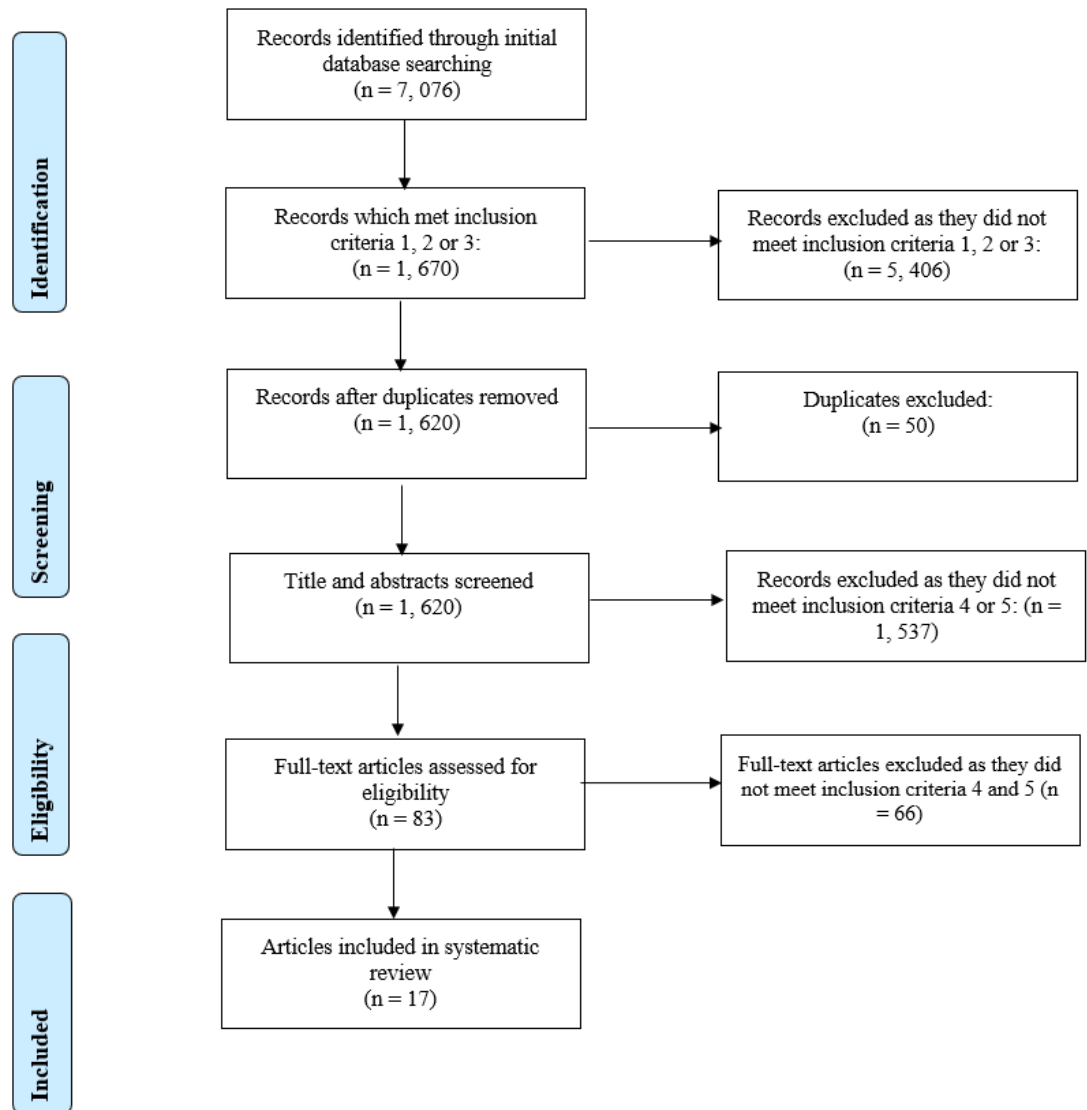 Identification
Records identified through initial
database searching
(n = 7, 076)
Records which met inclusion
criteria 1, 2 or 3:
(n = 1, 670)
Records excluded as they did not
meet inclusion criteria 1, 2 or 3:
(n = 5, 406)
Screening
Records after duplicates removed
(n = 1, 620)
Duplicates excluded:
(n = 50)
Title and abstracts screened
(n = 1, 620)
Records excluded as they did not
meet inclusion criteria 4 or 5: (n =
1, 537)
Eligibility
Full-text articles assessed for
eligibility
(n = 83)
Full-text articles excluded as they did
not meet inclusion criteria 4 and 5 (n
= 66)
Included
Articles included in systematic
review
(n = 17)